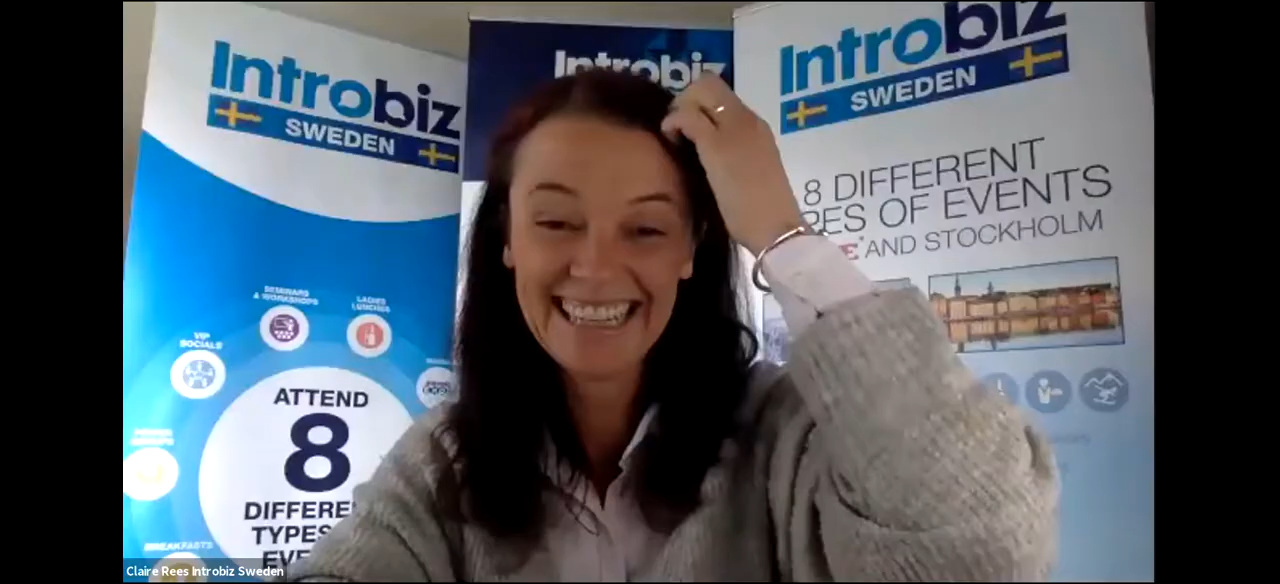 Introbiz
SWEDEN
SEMINARS
& WORKSHOPS
LADIES
LUNCHES
VIP
SOCIALS
ATTEND
8
DIFFERE
TYPES
EVE
BREAKFASTS
Introbiz
Introbiz
SWEDEN
8 DIFFERENT
PES OF EVENTS
AND STOCKHOLM
Claire Rees Introbiz Sweden